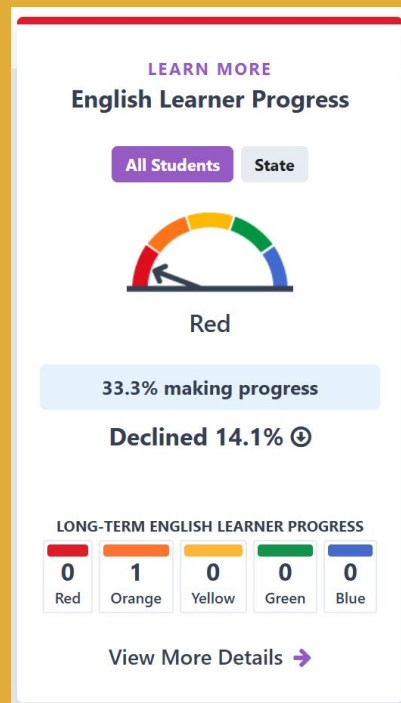 LEARN MORE
English Learner Progress
All Students State
Red
33.3% making progress
Declined 14.1%
LONG-TERM ENGLISH LEARNER PROGRESS
0 1 0 0 0
Red Orange Yellow Green Blue
View More Details